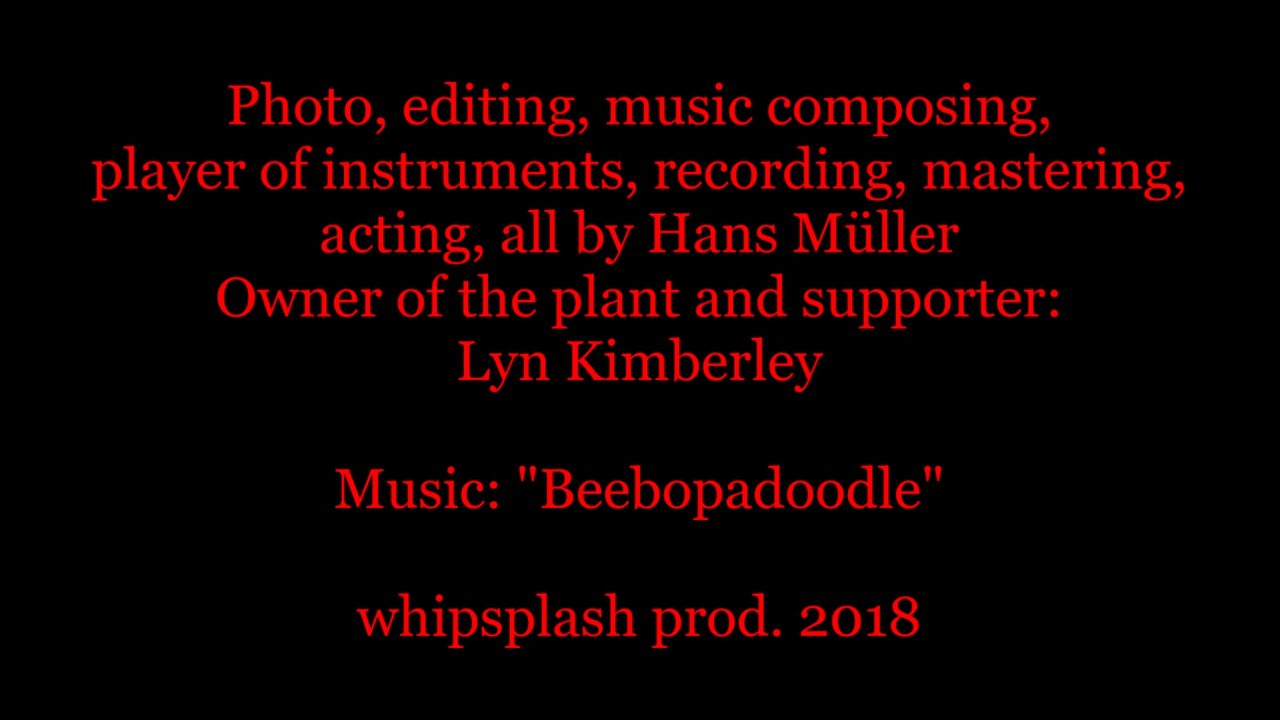 Photo, editing, music composing,
player of instruments, recording, mastering,
acting, all by Hans Müller
Owner of the plant and supporter:
Lyn Kimberley
Music: "Beebopadoodle"
whipsplash prod. 2018